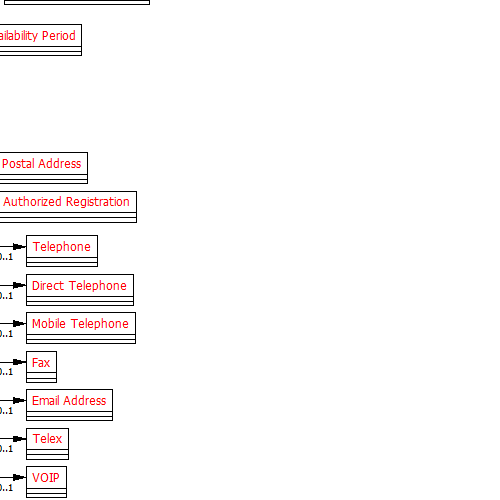 ailability Period
Postal Address
Authorized Registration
Telephone
0..1
Direct Telephone
0..1
Mobile Telephone
0..1
Fax
0..1
Email Address
0..1
Telex
0..1
VOIP
0..1